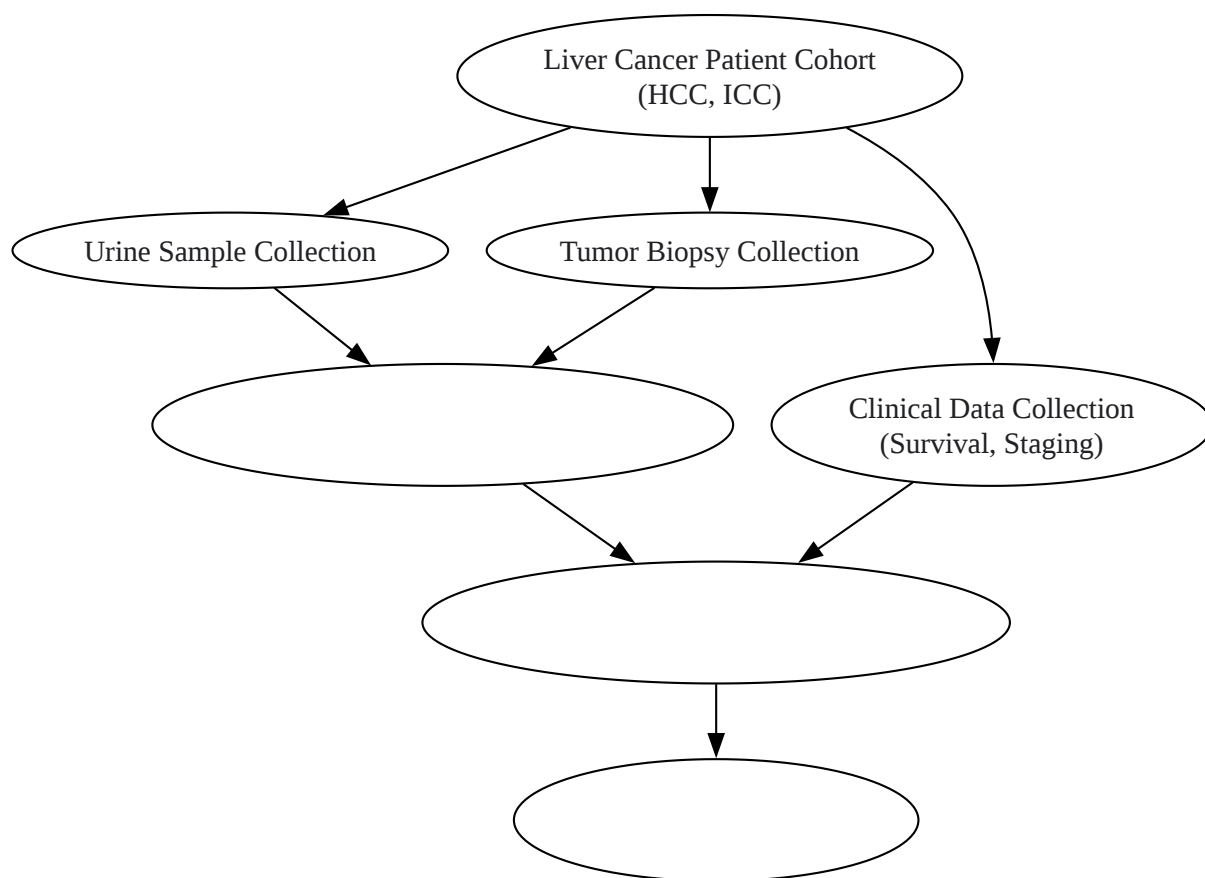 Liver Cancer Patient Cohort
(HCC, ICC)
Urine Sample Collection
Tumor Biopsy Collection
Clinical Data Collection
(Survival, Staging)